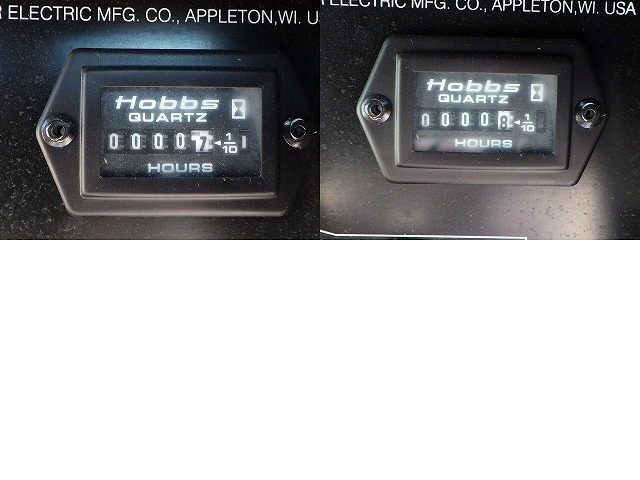 R ELECTRIC MFG. CO., APPLETON, WI. U
Hobbs
QUARTZ
0 0 0 0 7 1/10
HOURS
ELECTRIC MFG. CO., APPLETON, WI. USA
Hobbs
QUARTZ
0 0 0 0 8 1/10
HOURS